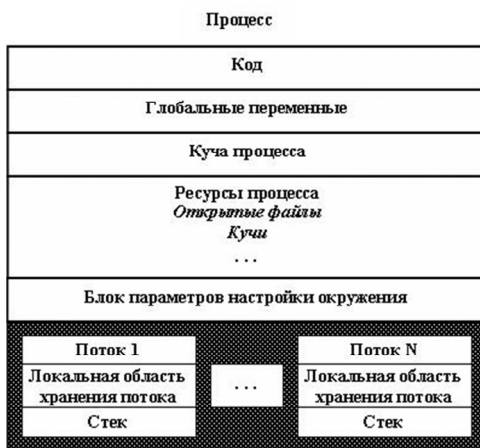 Процесс
Код
Глобальные переменные
Куча процесса
Ресурсы процесса
Открытые файлы
Кучи
...
Блок параметров настройки окружения
Поток 1
Локальная область
хранения потока
Стек
...
Поток N
Локальная область
хранения потока
Стек